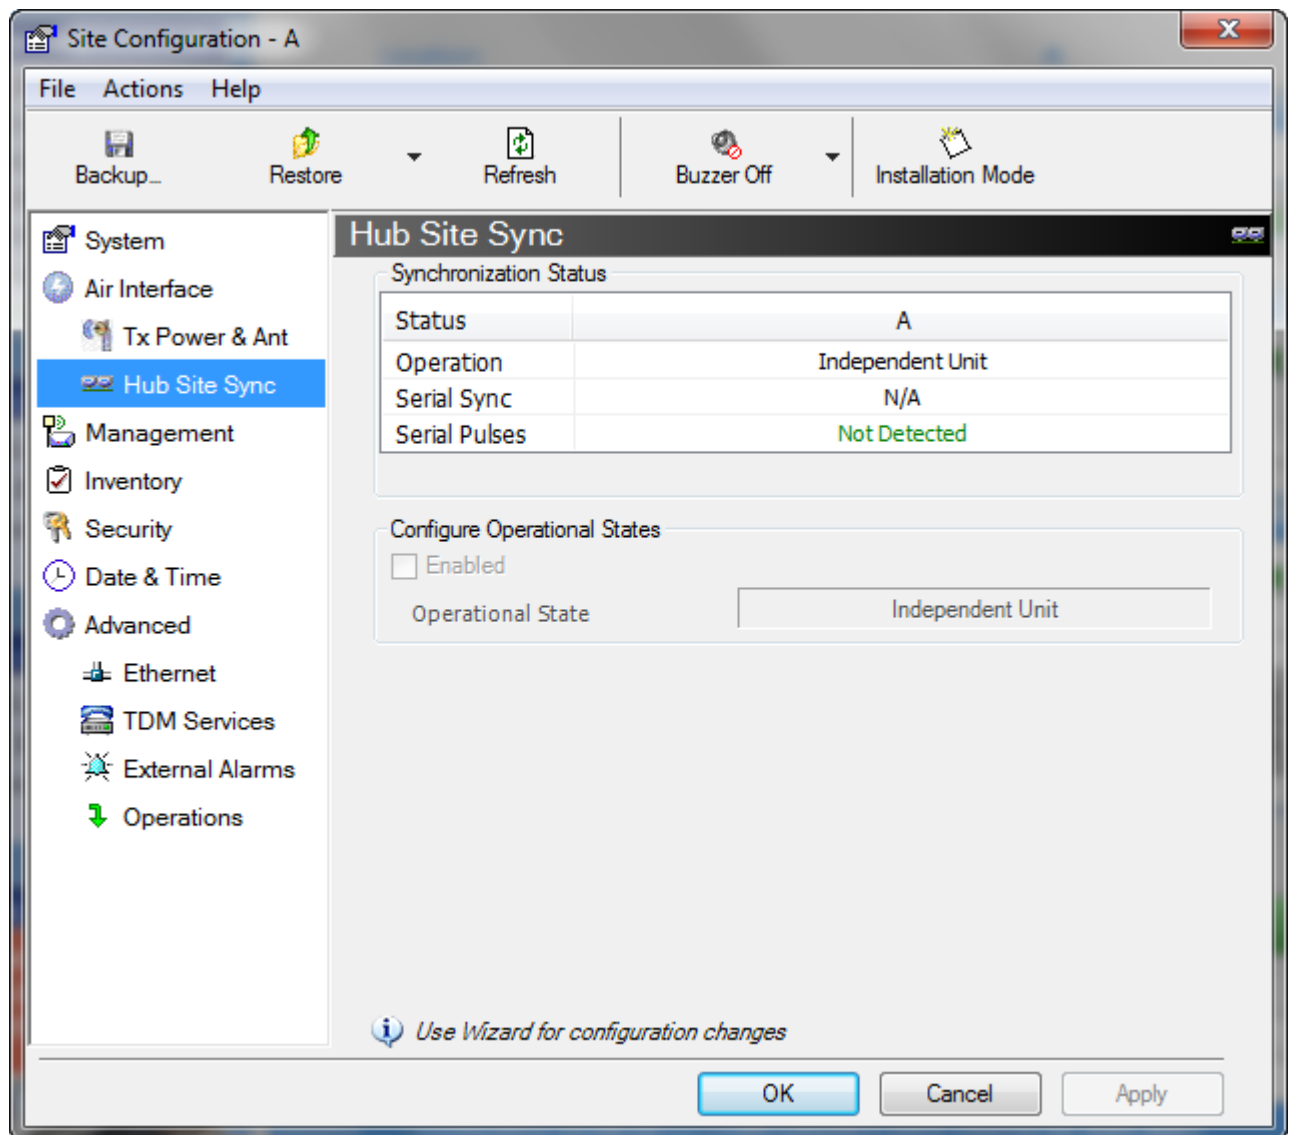 Site Configuration - A
File Actions Help
Backup... Restore Refresh Buzzer Off Installation Mode
System
Air Interface
Tx Power & Ant
Hub Site Sync
Management
Inventory
Security
Date & Time
Advanced
Ethernet
TDM Services
External Alarms
Operations
Hub Site Sync
Synchronization Status
Status A
Operation Independent Unit
Serial Sync N/A
Serial Pulses Not Detected
Configure Operational States
Enabled
Operational State Independent Unit
Use Wizard for configuration changes
OK Cancel Apply